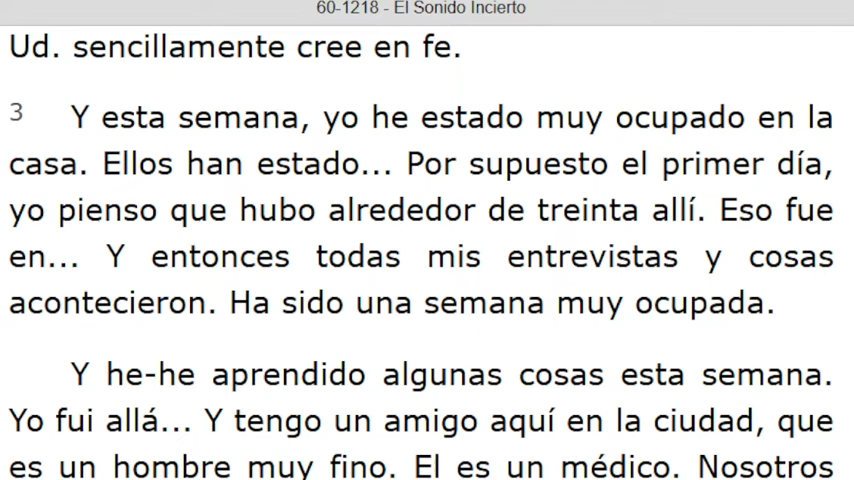 60-1218 - El Sonido Incierto
Ud. sencillamente cree en fe.
3 Y esta semana, yo he estado muy ocupado en la
casa. Ellos han estado... Por supuesto el primer día,
yo pienso que hubo alrededor de treinta allí. Eso fue
en... Y entonces todas mis entrevistas y cosas
acontecieron. Ha sido una semana muy ocupada.
Y he-he aprendido algunas cosas esta semana.
Yo fui allá... Y tengo un amigo aquí en la ciudad, que
es un hombre muy fino. El es un médico. Nosotros